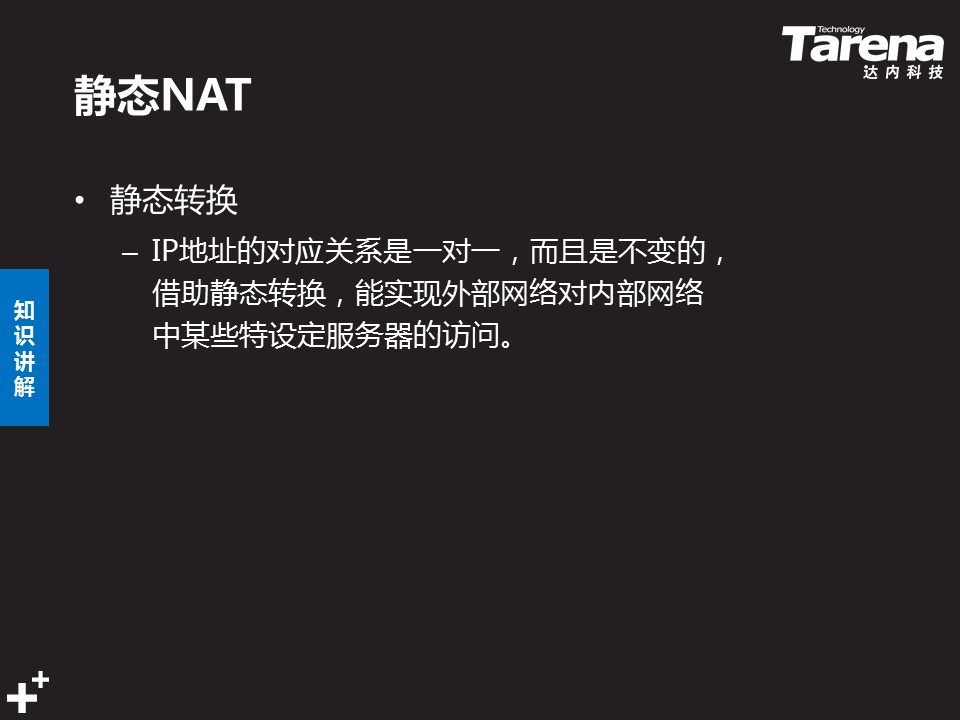 Technology
Tarena
达内科技
静态NAT
• 静态转换
– IP地址的对应关系是一对一，而且是不变的，
借助静态转换，能实现外部网络对内部网络
中某些特设定服务器的访问。
知
识
讲
解